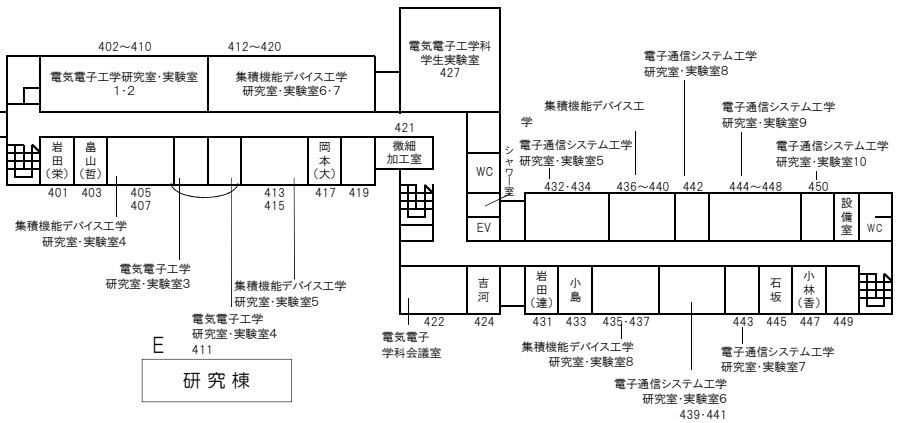 402～410
412～420
電気電子工学研究室・実験室
1・2
集積機能デバイス工学
研究室・実験室6・7
電気電子工学科
学生実験室
427
電子通信システム工学
研究室・実験室8
電子通信システム工学
研究室・実験室9
電子通信システム工学
研究室・実験室10
集積機能デバイス工
学
電子通信システム工学
研究室・実験室5
421
微細
加工室
シャワー室
WC
EV
岩田(栄)
畠山(哲)
岡本(大)
401
403
405
407
413
415
417
419
432・434
436～440
442
444～448
450
設備室
WC
集積機能デバイス工学
研究室・実験室4
電気電子工学
研究室・実験室3
集積機能デバイス工学
研究室・実験室5
電気電子工学
研究室・実験室4
411
吉河
岩田(達)
小島
石坂
小林(香)
422
424
431
433
435・437
443
445
447
449
電気電子
学科会議室
集積機能デバイス工学
研究室・実験室8
電子通信システム工学
研究室・実験室7
電子通信システム工学
研究室・実験室6
439・441
E
研究棟